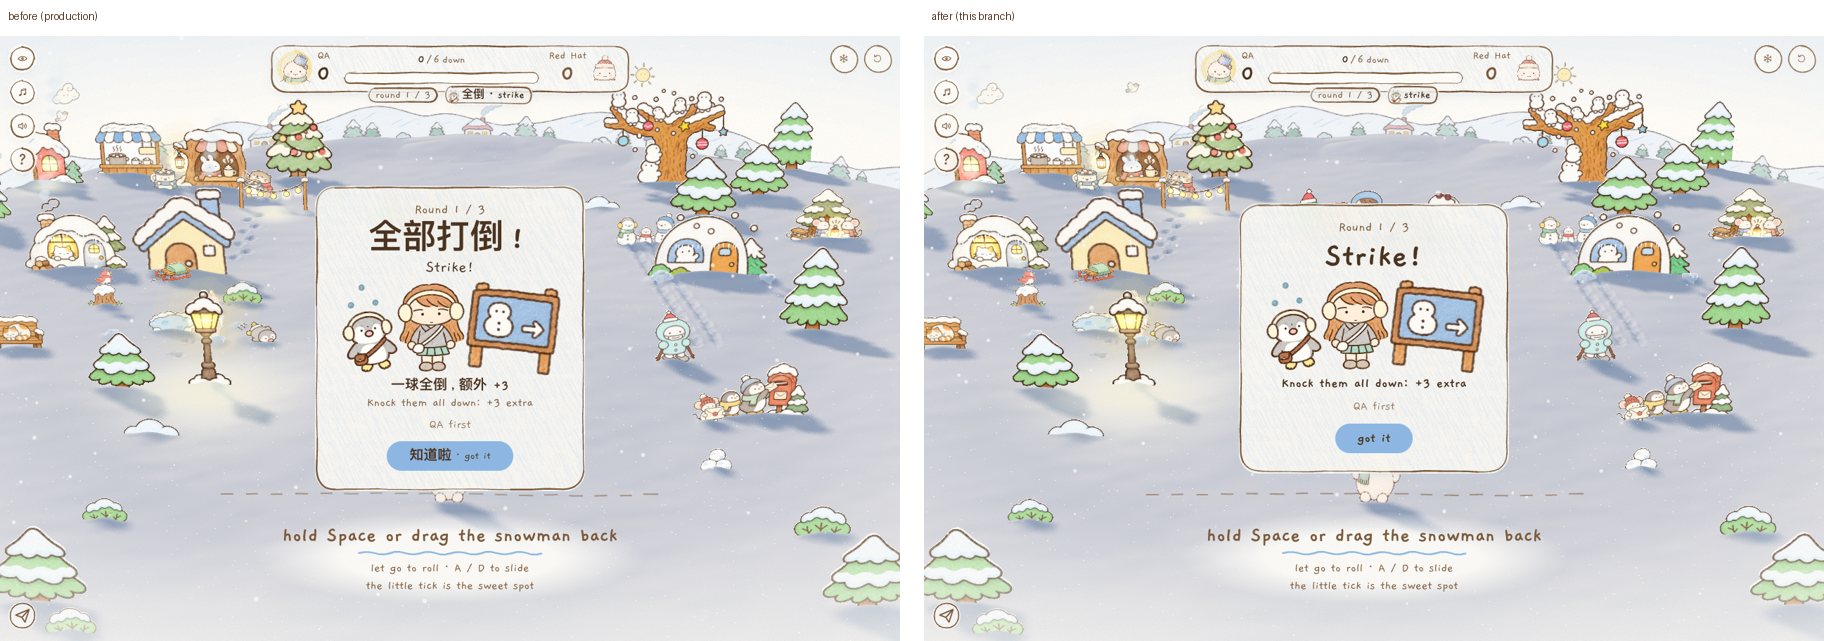 before (production)
QA
0/6 down
Red Hat
0
0
round 1 / 3
全倒 · strike
?
Round 1 / 3
全部打倒！
Strike!
一球全倒，额外 +3
Knock them all down: +3 extra
QA first
知道啦 · got it
hold Space or drag the snowman back
let go to roll · A / D to slide
the little tick is the sweet spot
after (this branch)
QA
0/6 down
Red Hat
0
0
round 1 / 3
strike
?
Round 1 / 3
Strike!
Knock them all down: +3 extra
QA first
got it
hold Space or drag the snowman back
let go to roll · A / D to slide
the little tick is the sweet spot